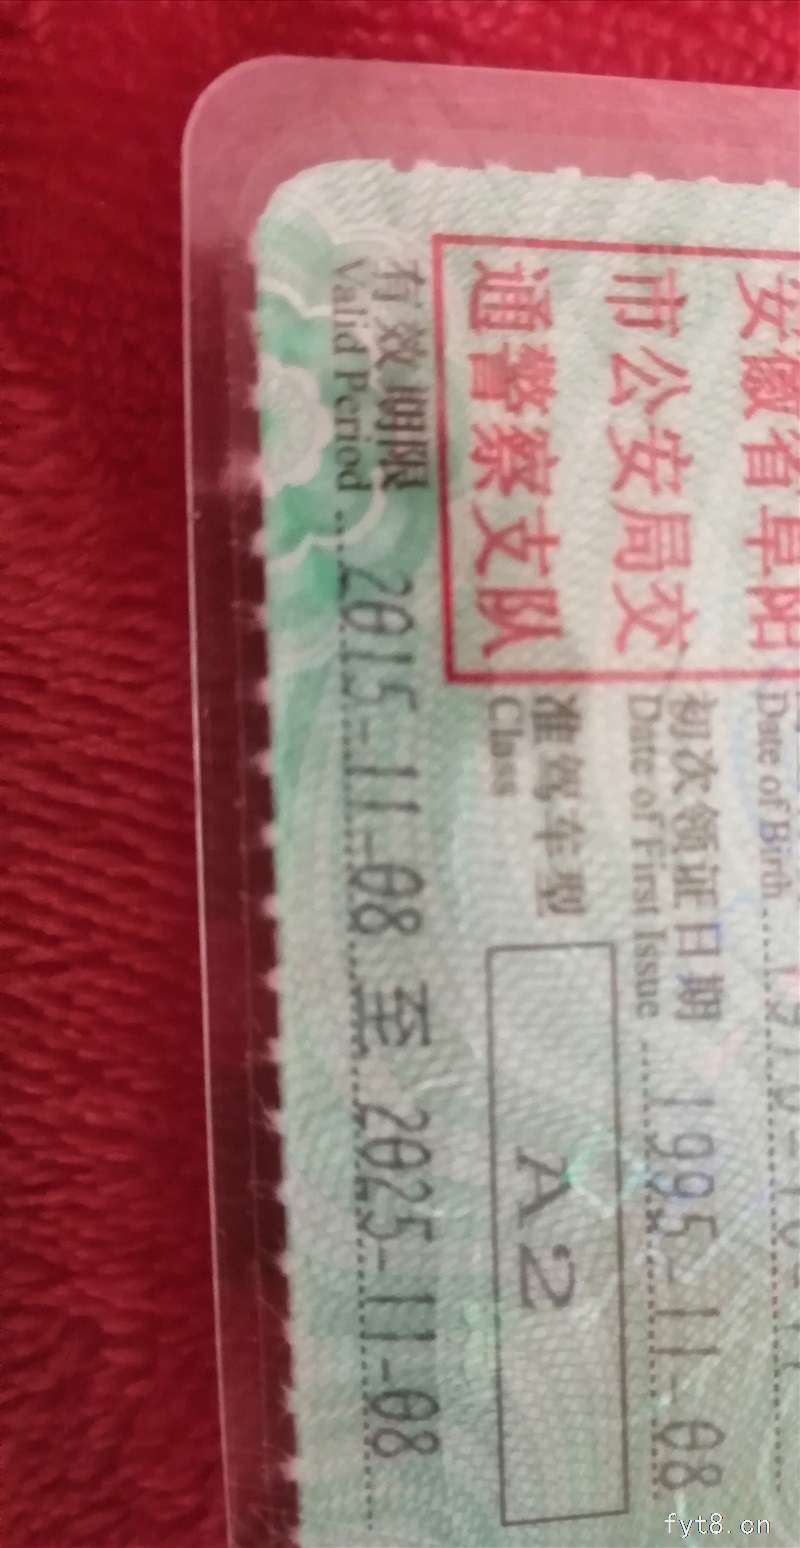 Date of Birth
安徽省阜阳
市公安局交
通警察支队
初次领证日期
Date of First Issue 1995-11-08
准驾车型
Class A2
有效期限
Valid Period 2015-11-08 至 2025-11-08
fyt8.cn